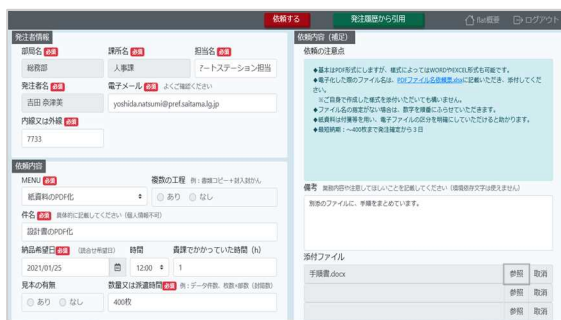 依頼する
発注履歴から引用
flas概要
ログアウト
発注者情報
部局名 必須
課所名 必須
担当名 必須
総務部
人事課
?ートステーション担当
発注者名 必須
電子メール 必須 よくご確認ください
吉田 奈津美
yoshida.natsumi@pref.saitama.lg.jp
内線又は外線 必須
7733
依頼内容
MENU 必須
複数の工程 例：書類コピー＋封入封かん
紙資料のPDF化
あり なし
件名 必須 具体的に記載してください（個人情報不可）
設計書のPDF化
納品希望日 必須 （読合せ希望日）
時間
貴課でかかっていた時間（h）
2021/01/25
12:00
1
見本の有無
数量又は派遣時間 必須 例：データ件数、枚数*部数（封筒数）
あり なし
400枚
依頼内容（補足）
依頼の注意点
◆基本はPDF形式にしますが、様式によってはWORDやEXCEL形式も可能です。
◆電子化した際のファイル名は、PDFファイル名依頼票.xlsに記載いただき、添付してくだ
さい。
※ご自身で作成した様式を添付いただいても構いません。
◆ファイル名の指定がない場合は、数字を順番にふらせていただきます。
◆紙資料は付箋等を用い、電子ファイルの区分を明確にしていただけると助かります。
◆最短納期：～400枚まで発注確定から３日
備考 業務内容や注意してほしいことを記載してください（環境依存文字は使えません）
別添のファイルに、手順をまとめています。
添付ファイル
手順書.docx
参照 取消
参照 取消
参照 取消